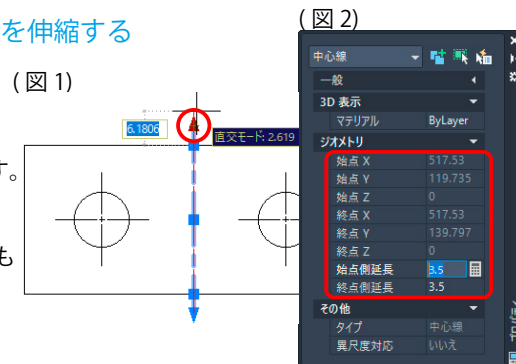 を伸縮する
(図 1)
(図 2)
6.1806
直交モード: 2.619
す。
も
中心線
一般
3D 表示
マテリアル ByLayer
ジオメトリ
始点 X 517.53
始点 Y 119.735
始点 Z 0
終点 X 517.53
終点 Y 139.797
終点 Z 0
始点側延長 3.5
終点側延長 3.5
その他
タイプ 中心線
異尺度対応 いいえ